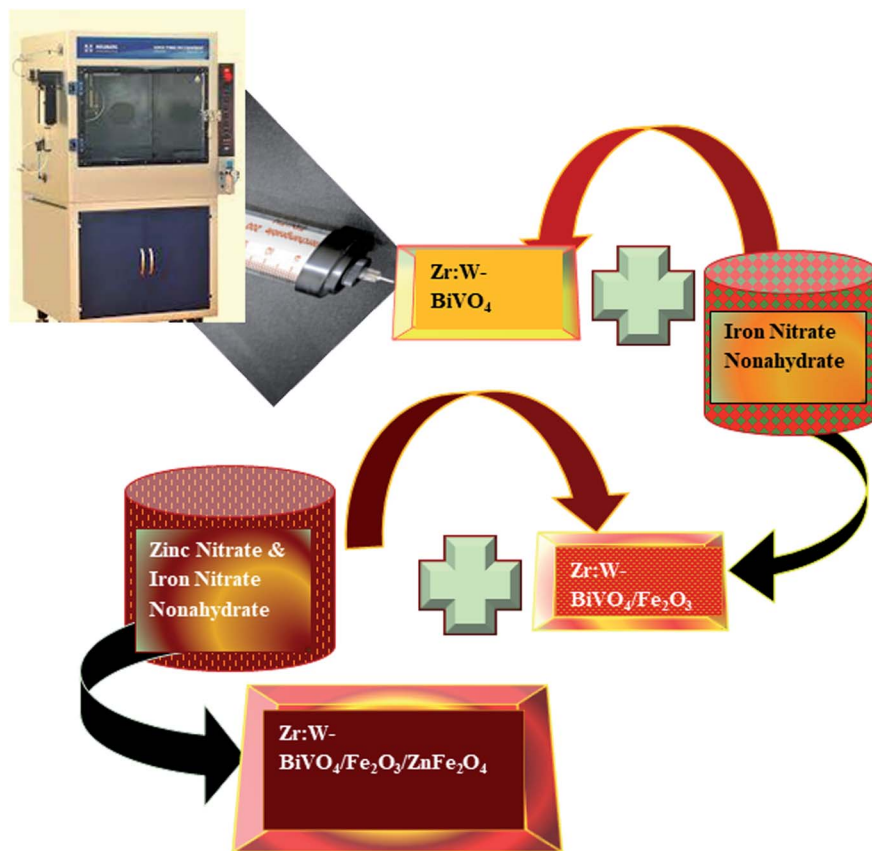 Zr:W-
BiVO₄
Iron Nitrate
Nonahydrate
Zinc Nitrate &
Iron Nitrate
Nonahydrate
Zr:W-
BiVO₄/Fe₂O₃
Zr:W-
BiVO₄/Fe₂O₃/ZnFe₂O₄